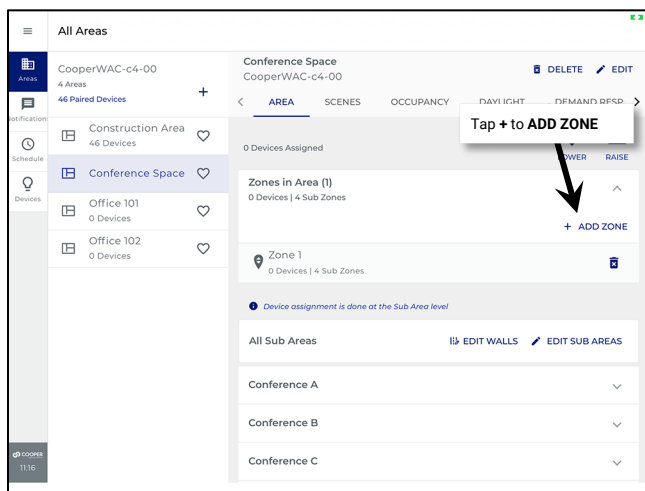 All Areas
Areas
Notifications
Schedule
Devices
COOPER
11:16
CooperWAC-c4-00
4 Areas
46 Paired Devices
+
Construction Area
46 Devices
Conference Space
Office 101
0 Devices
Office 102
0 Devices
Conference Space
CooperWAC-c4-00
DELETE
EDIT
AREA
SCENES
OCCUPANCY
DAYLIGHT
DEMAND RESP
Tap + to ADD ZONE
0 Devices Assigned
LOWER
RAISE
Zones in Area (1)
0 Devices | 4 Sub Zones
+ ADD ZONE
Zone 1
0 Devices | 4 Sub Zones
Device assignment is done at the Sub Area level
All Sub Areas
EDIT WALLS
EDIT SUB AREAS
Conference A
Conference B
Conference C